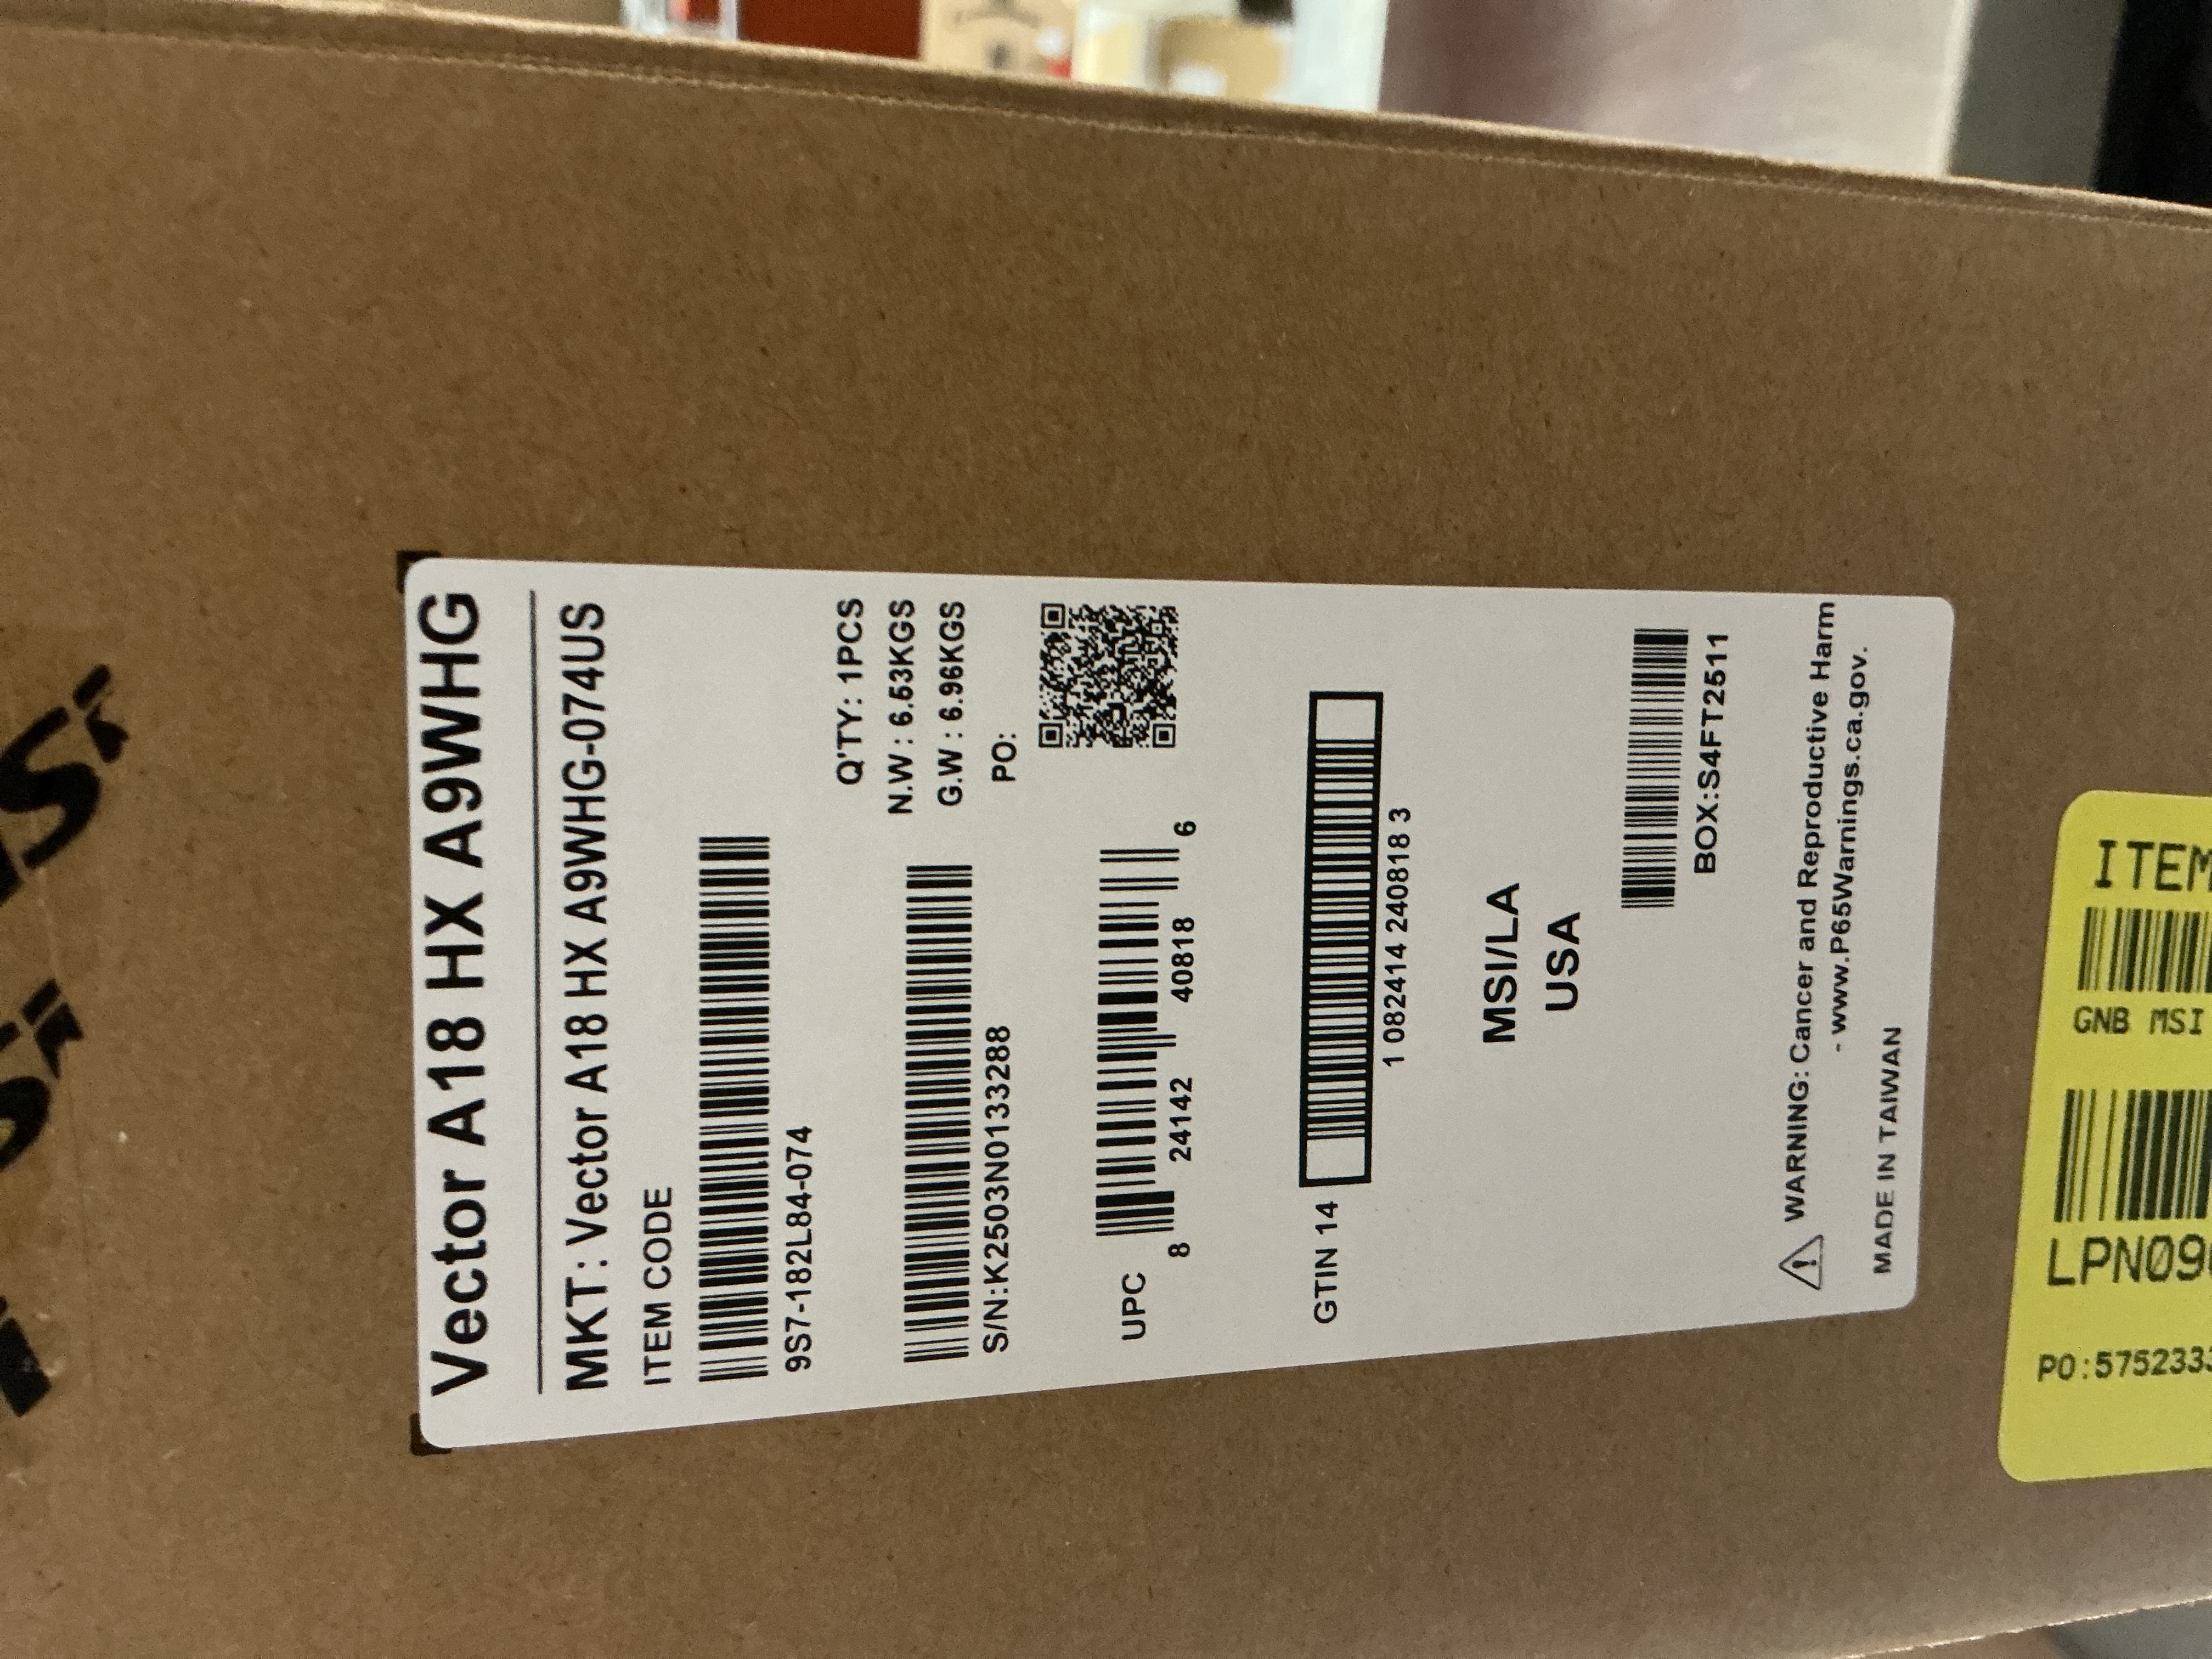 Vector A18 HX A9WHG
MKT: Vector A18 HX A9WHG-074US
ITEM CODE
9S7-182L84-074
Q'TY: 1PCS
N.W : 6.53KGS
G.W : 6.96KGS
PO:
S/N:K2503N0133288
UPC
8 24142 40818 6
GTIN 14
1 082414 240818 3
MSI/LA
USA
BOX:S4FT2511
WARNING: Cancer and Reproductive Harm
- www.P65Warnings.ca.gov.
MADE IN TAIWAN
ITEM
GNB MSI
LPN09
PO:575233